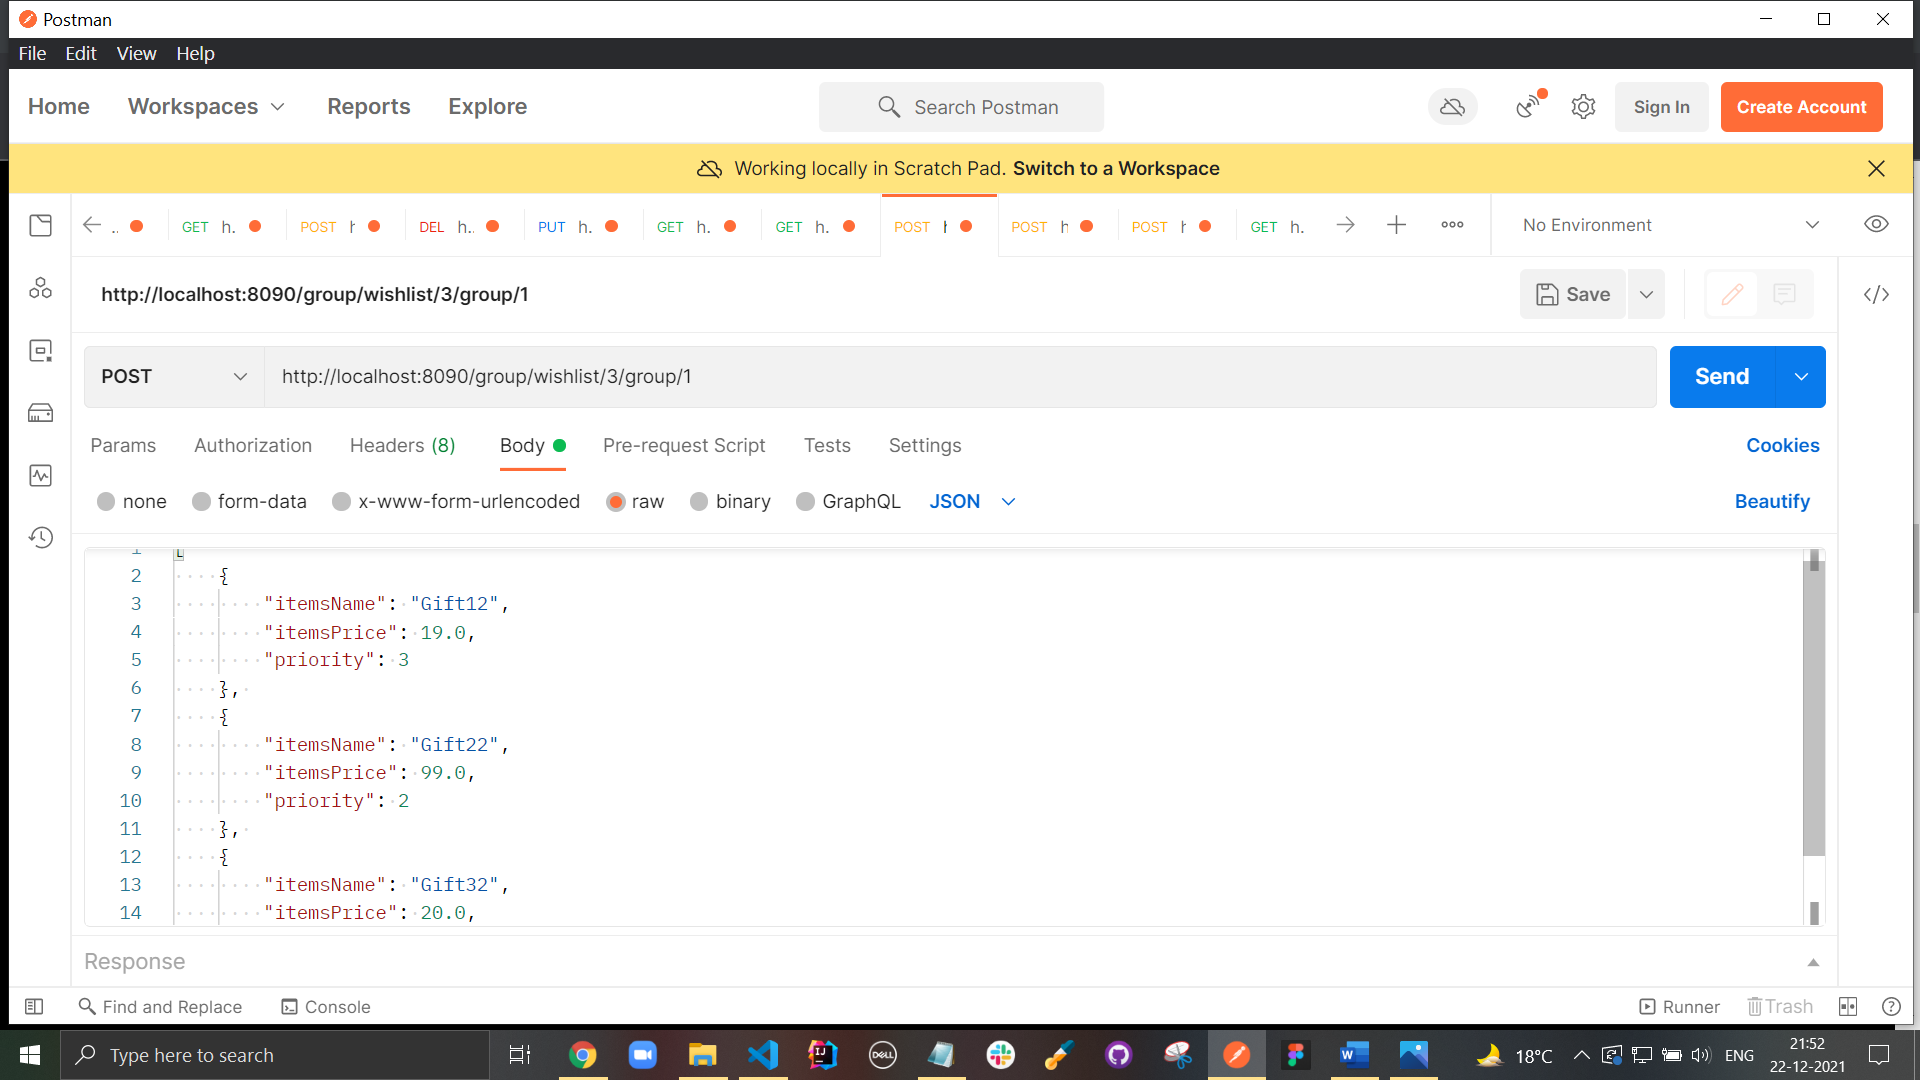 Postman
File Edit View Help
Home Workspaces Reports Explore Search Postman Sign In Create Account
Working locally in Scratch Pad. Switch to a Workspace
.. GET h. POST h DEL h.. PUT h. GET h. GET h. POST h POST h POST h GET h. No Environment
http://localhost:8090/group/wishlist/3/group/1 Save
POST http://localhost:8090/group/wishlist/3/group/1 Send
Params Authorization Headers (8) Body Pre-request Script Tests Settings Cookies
none form-data x-www-form-urlencoded raw binary GraphQL JSON Beautify
1 [
2 {
3 "itemsName": "Gift12",
4 "itemsPrice": 19.0,
5 "priority": 3
6 },
7 {
8 "itemsName": "Gift22",
9 "itemsPrice": 99.0,
10 "priority": 2
11 },
12 {
13 "itemsName": "Gift32",
14 "itemsPrice": 20.0,
Response
Find and Replace Console Runner Trash
Type here to search DELL 18°C ENG 21:52
22-12-2021